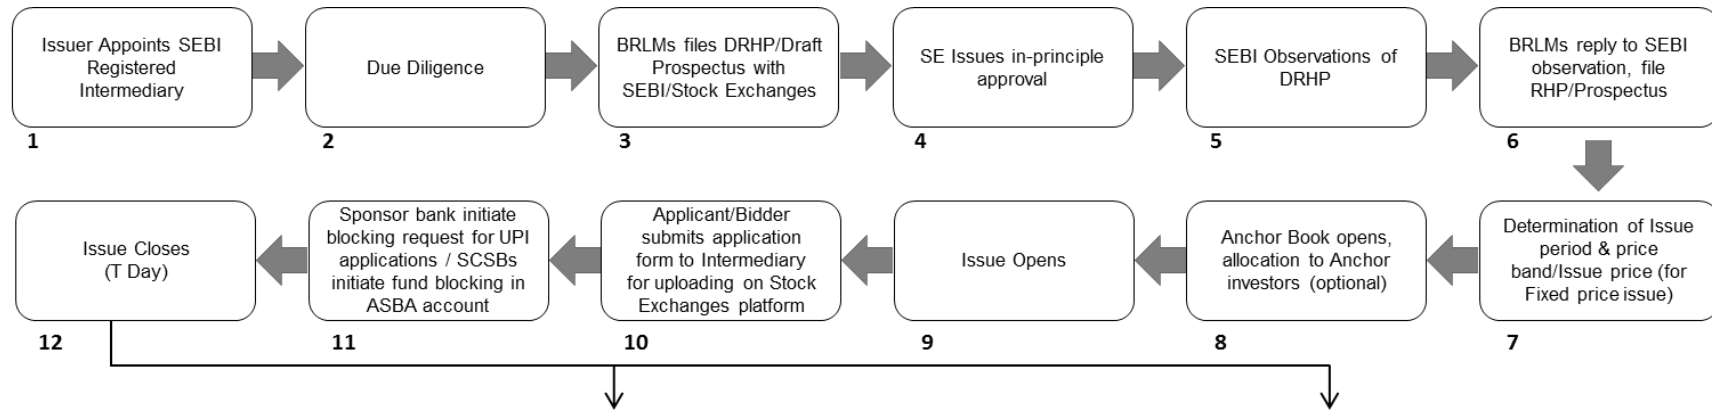 Issuer Appoints SEBI
Registered
Intermediary
1
Due Diligence
2
BRLMs files DRHP/Draft
Prospectus with
SEBI/Stock Exchanges
3
SE Issues in-principle
approval
4
SEBI Observations of
DRHP
5
BRLMs reply to SEBI
observation, file
RHP/Prospectus
6
Determination of Issue
period & price
band/Issue price (for
Fixed price issue)
7
Anchor Book opens,
allocation to Anchor
investors (optional)
8
Issue Opens
9
Applicant/Bidder
submits application
form to Intermediary
for uploading on Stock
Exchanges platform
10
Sponsor bank initiate
blocking request for UPI
applications / SCSBs
initiate fund blocking in
ASBA account
11
Issue Closes
(T Day)
12